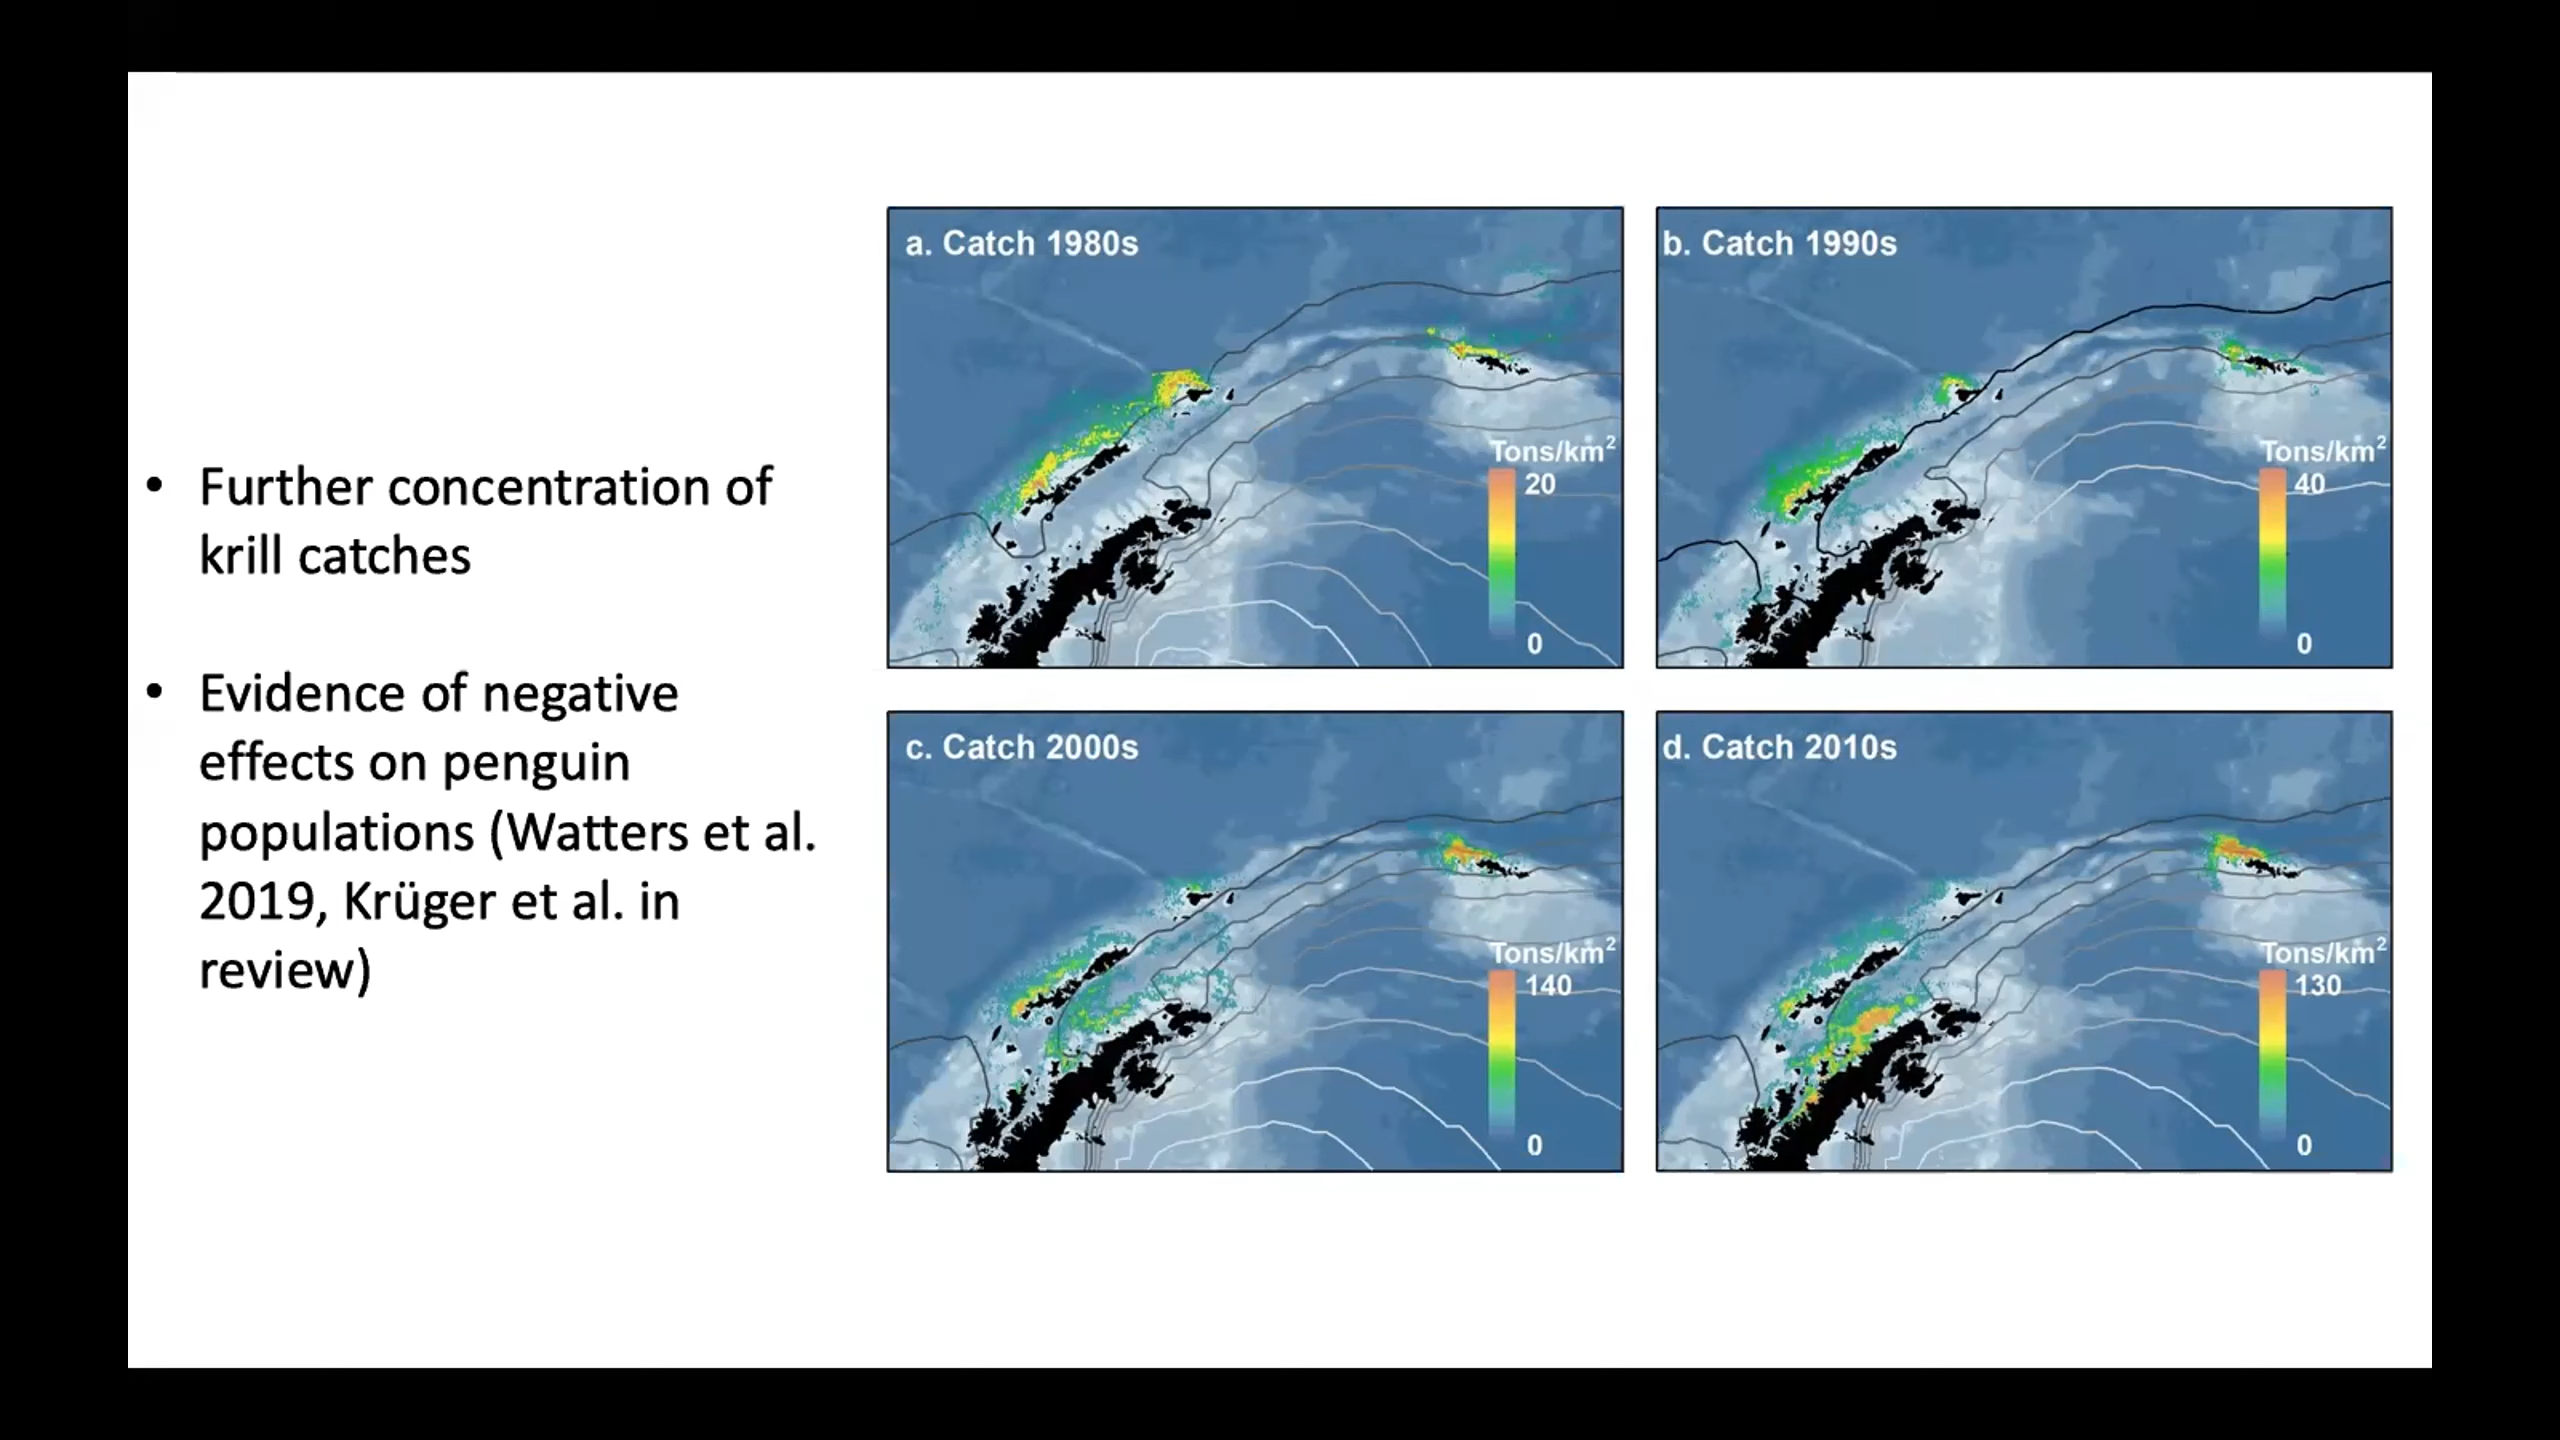 • Further concentration of
krill catches
• Evidence of negative
effects on penguin
populations (Watters et al.
2019, Krüger et al. in
review)
a. Catch 1980s
Tons/km²
20
0
b. Catch 1990s
Tons/km²
40
0
c. Catch 2000s
Tons/km²
140
0
d. Catch 2010s
Tons/km²
130
0